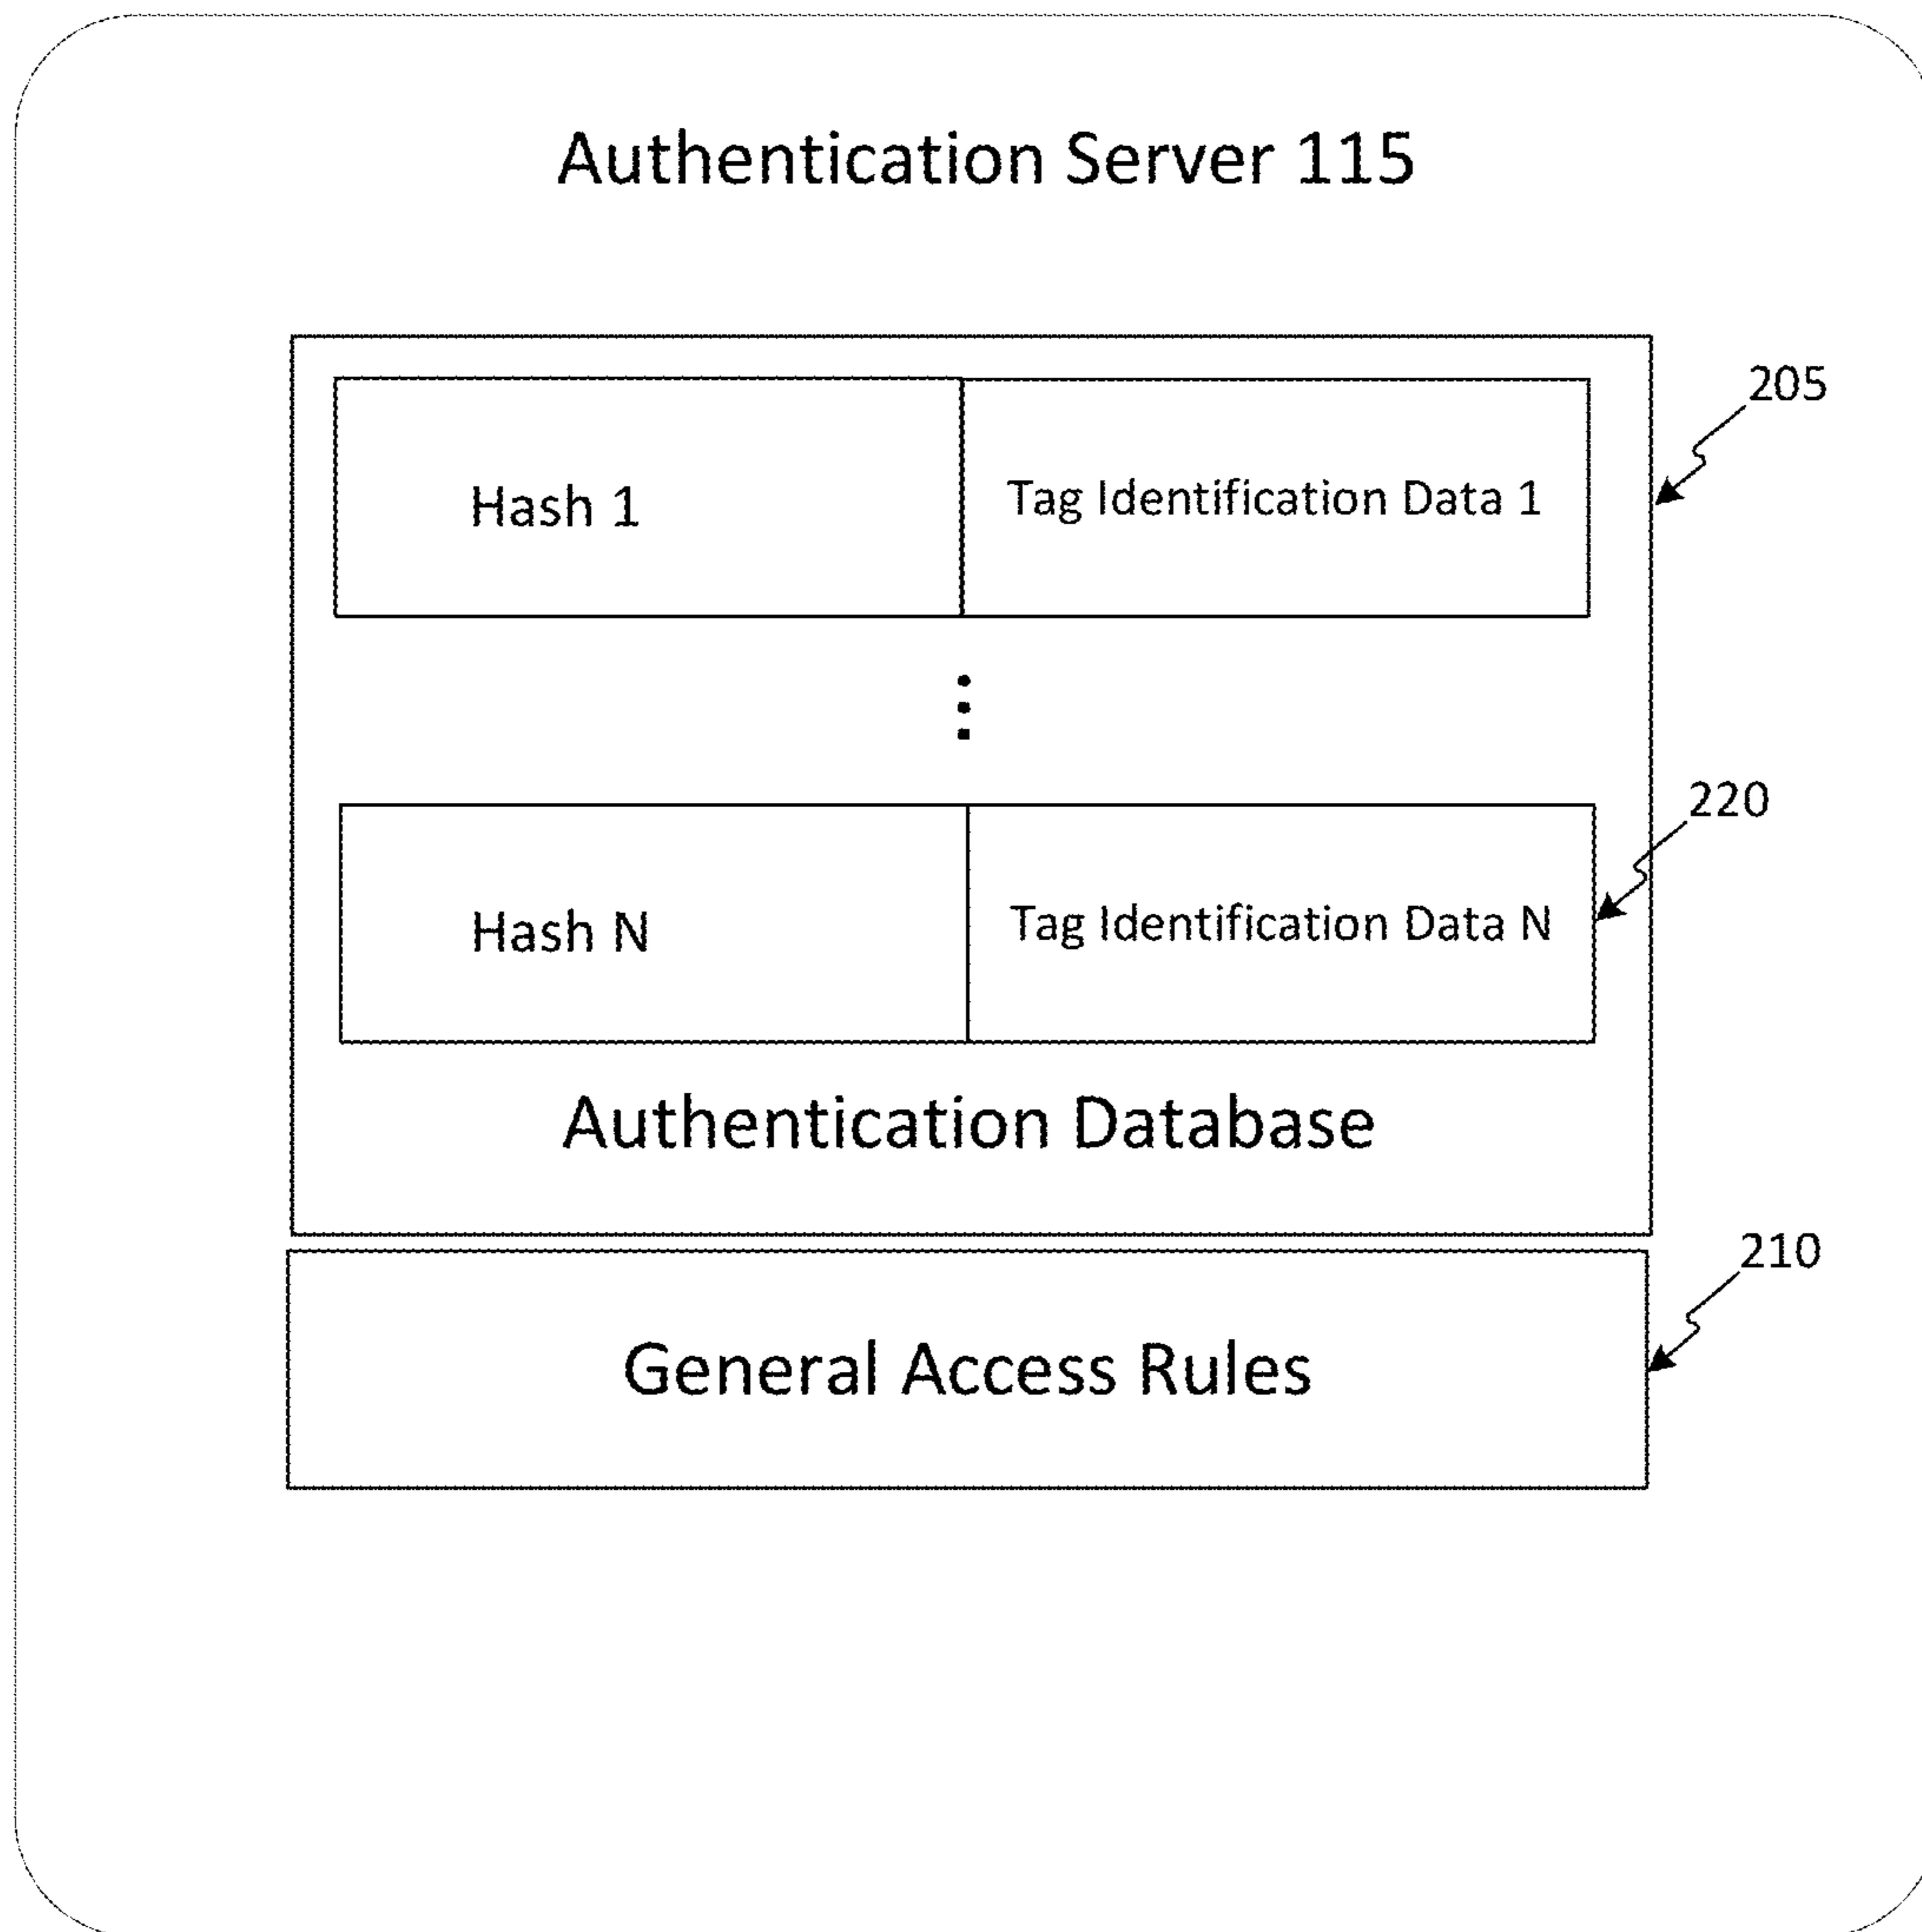 Authentication Server 115
205
Hash 1
Tag Identification Data 1
220
Hash N
Tag Identification Data N
Authentication Database
210
General Access Rules